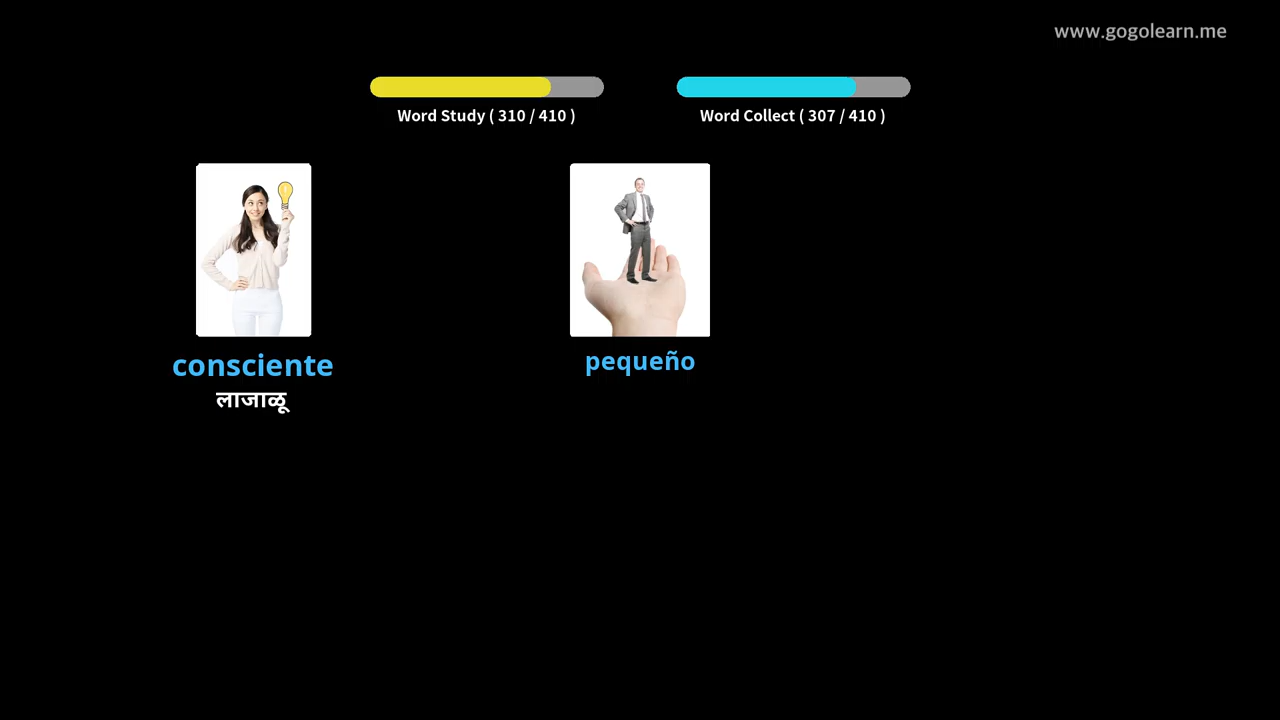 www.gogolearn.me
Word Study ( 310 / 410 )
Word Collect ( 307 / 410 )
consciente
लाजाळू
pequeño